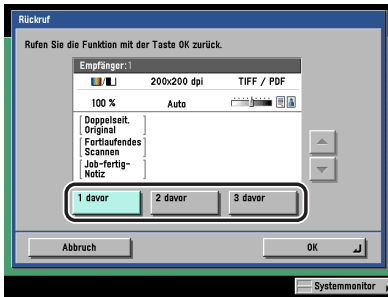 Rückruf
Rufen Sie die Funktion mit der Taste OK zurück.
Empfänger:1
200x200 dpi TIFF / PDF
100 % Auto
[Doppelseit. Original]
[Fortlaufendes Scannen]
[Job-fertig-Notiz]
1 davor 2 davor 3 davor
Abbruch OK
Systemmonitor